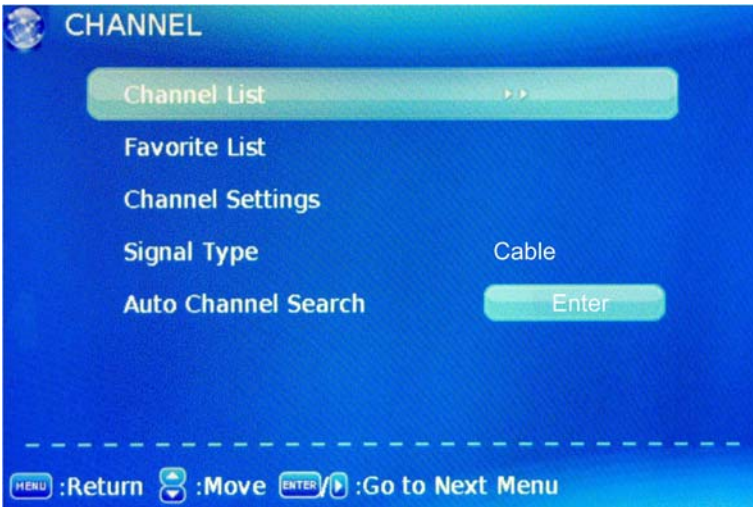 CHANNEL
Channel List
Favorite List
Channel Settings
Signal Type Cable
Auto Channel Search Enter
MENU :Return :Move ENTER/ :Go to Next Menu